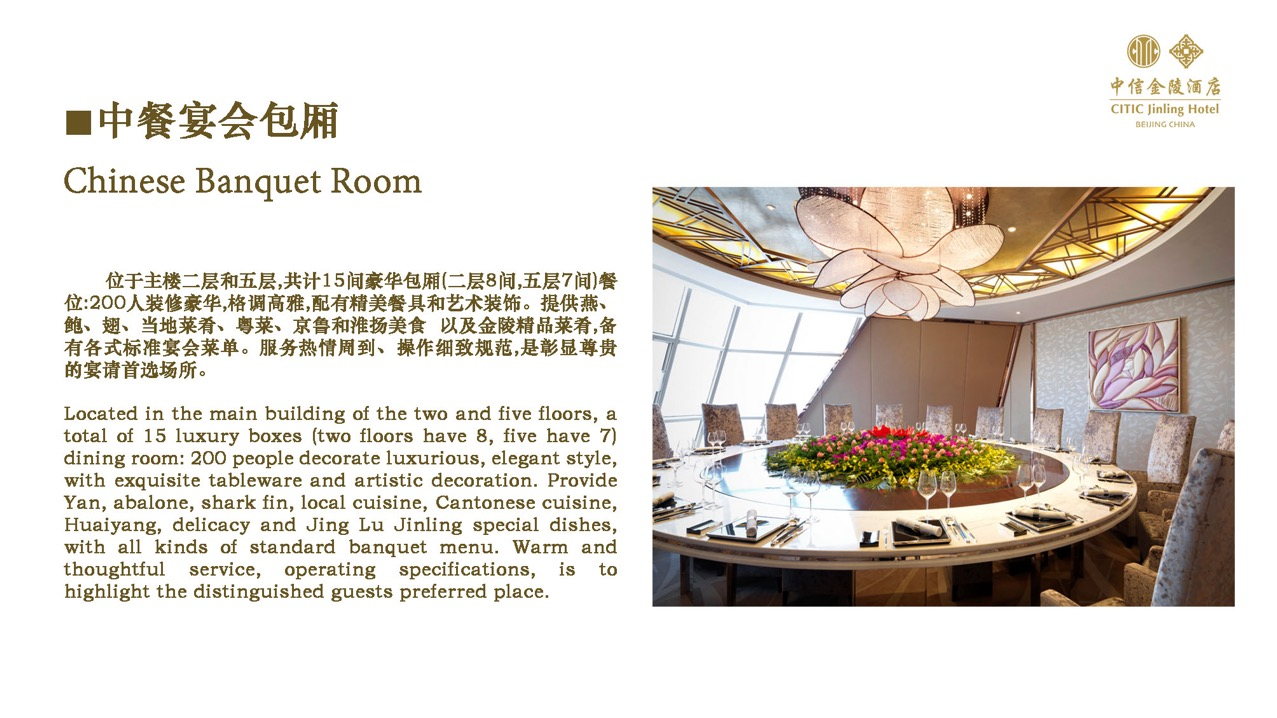 中信金陵酒店
CITIC Jinling Hotel
BEIJING CHINA
■中餐宴会包厢
Chinese Banquet Room
位于主楼二层和五层,共计15间豪华包厢(二层8间,五层7间)餐
位:200人装修豪华,格调高雅,配有精美餐具和艺术装饰。提供燕、
鲍、翅、当地菜肴、粤菜、京鲁和淮扬美食 以及金陵精品菜肴,备
有各式标准宴会菜单。服务热情周到、操作细致规范,是彰显尊贵
的宴请首选场所。
Located in the main building of the two and five floors, a
total of 15 luxury boxes (two floors have 8, five have 7)
dining room: 200 people decorate luxurious, elegant style,
with exquisite tableware and artistic decoration. Provide
Yan, abalone, shark fin, local cuisine, Cantonese cuisine,
Huaiyang, delicacy and Jing Lu Jinling special dishes,
with all kinds of standard banquet menu. Warm and
thoughtful service, operating specifications, is to
highlight the distinguished guests preferred place.